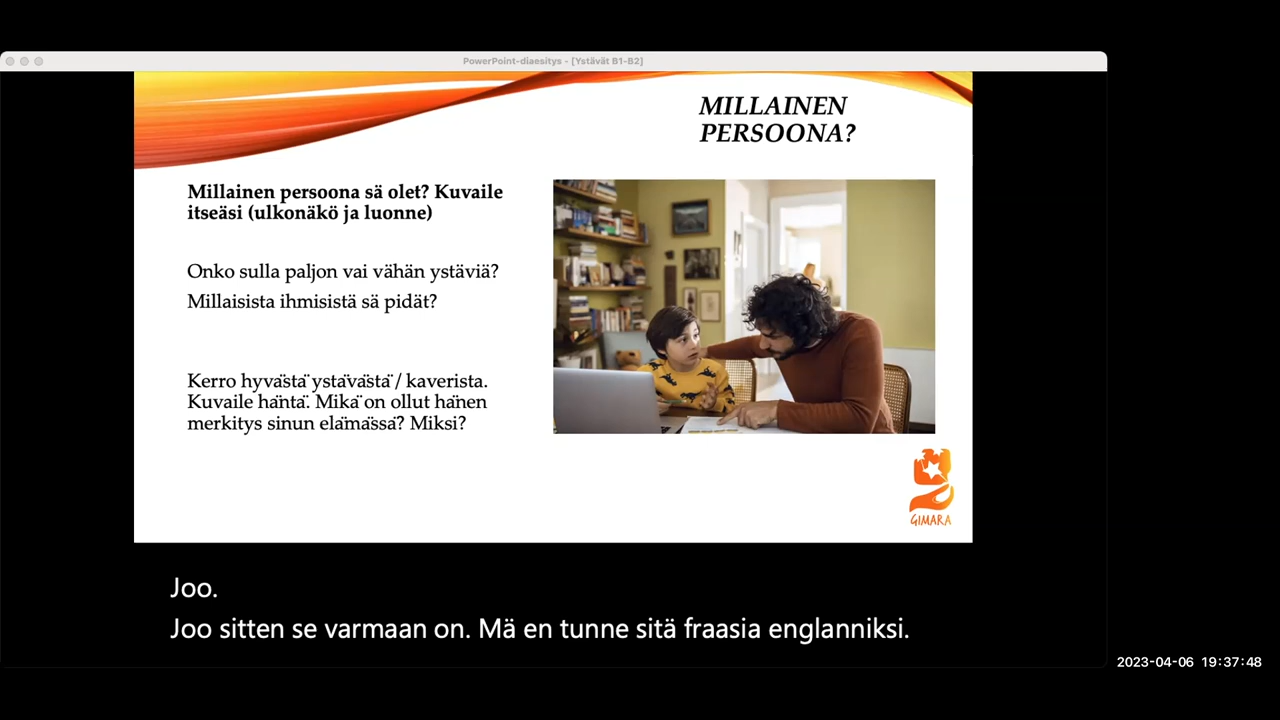 PowerPoint-diaesitys - [Ystävät B1-B2]
MILLAINEN
PERSOONA?
Millainen persoona sä olet? Kuvaile
itseäsi (ulkonäkö ja luonne)
Onko sulla paljon vai vähän ystäviä?
Millaisista ihmisistä sä pidät?
Kerro hyvästä ystävästä / kaverista.
Kuvaile häntä. Mikä on ollut hänen
merkitys sinun elämässä? Miksi?
GIMARA
Joo.
Joo sitten se varmaan on. Mä en tunne sitä fraasia englanniksi.
2023-04-06 19:37:48